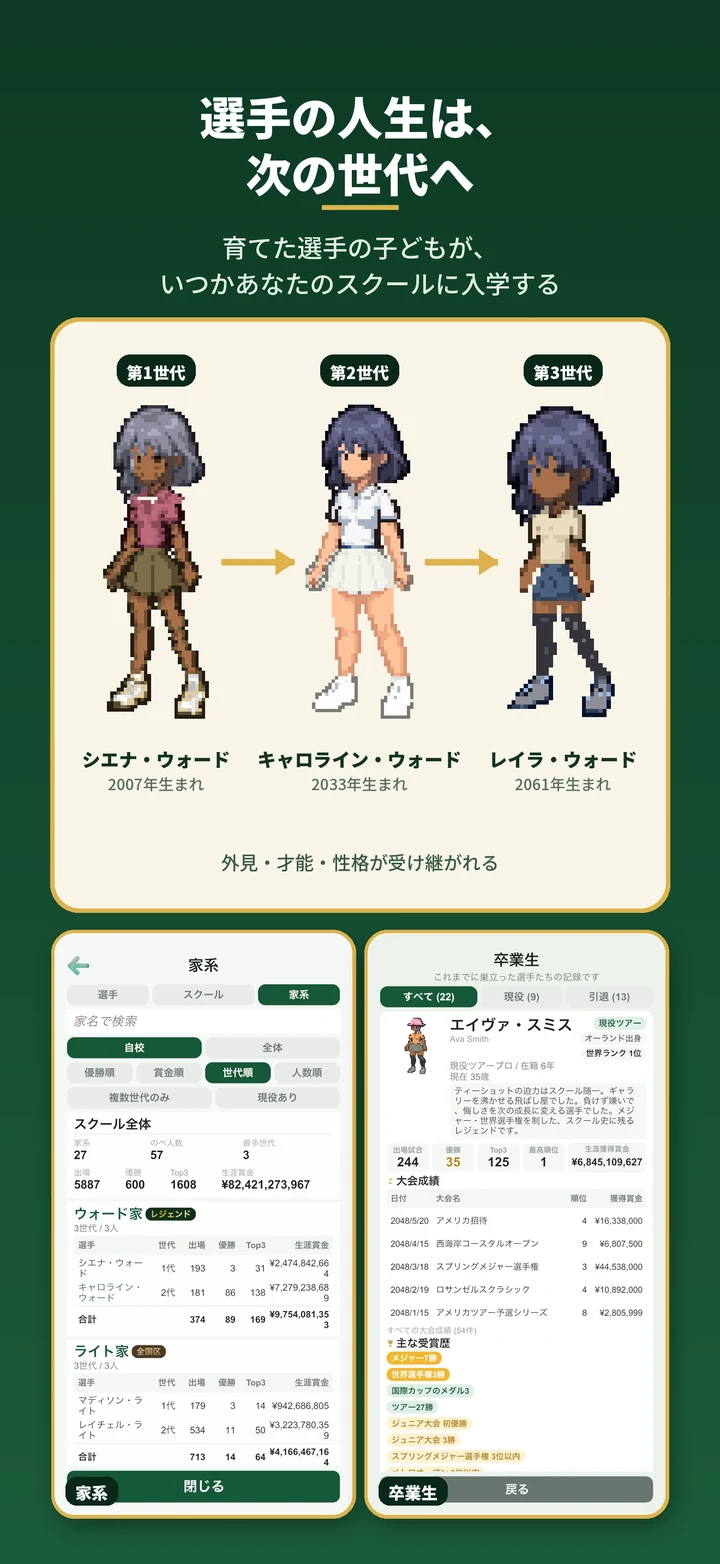 選手の人生は、
次の世代へ
育てた選手の子どもが、
いつかあなたのスクールに入学する
第1世代
第2世代
第3世代
シエナ・ウォード
キャロライン・ウォード
レイラ・ウォード
2007年生まれ
2033年生まれ
2061年生まれ
外見・才能・性格が受け継がれる
家系
選手 スクール 家系
家名で検索
自校 全体
優勝順 賞金順 世代順 人数順
複数世代のみ 現役あり
スクール全体
家系 のべ人数 最多世代
27 57 3
出場 優勝 Top3 生涯賞金
5887 600 1608 ¥82,421,273,967
ウォード家 レジェンド
3世代 / 3人
選手 世代 出場 優勝 Top3 生涯賞金
シエナ・ウォー
ド 1代 193 3 31 ¥2,474,842,66
4
キャロライン・
ウォード 2代 181 86 138 ¥7,279,238,68
9
合計 374 89 169 ¥9,754,081,35
3
ライト家 全国区
3世代 / 3人
選手 世代 出場 優勝 Top3 生涯賞金
マディソン・ラ
イト 1代 179 3 14 ¥942,686,805
レイチェル・ラ
イト 2代 534 11 50 ¥3,223,780,35
9
合計 713 14 64 ¥4,166,467,16
4
閉じる
家系
卒業生
これまでに巣立った選手たちの記録です
すべて (22) 現役 (9) 引退 (13)
エイヴァ・スミス 現役ツアー
Ava Smith オーランド出身
世界ランク 1位
現役ツアープロ / 在籍 6年
現在 35歳
ティーショットの迫力はスクール随一。ギャラ
リーを沸かせる飛ばし屋でした。負けず嫌いで
、悔しさを次の成長に変える選手でした。メジ
ャー・世界選手権を制した、スクール史に残る
レジェンドです。
出場試合 優勝 Top3 最高順位 生涯獲得賞金
244 35 125 1 ¥6,845,109,627
大会成績
日付 大会名 順位 獲得賞金
2048/5/20 アメリカ招待 4 ¥16,338,000
2048/4/15 西海岸コースタルオープン 9 ¥6,807,500
2048/3/18 スプリングメジャー選手権 3 ¥44,538,000
2048/2/19 ロサンゼルスクラシック 4 ¥10,892,000
2048/1/15 アメリカツアー予選シリーズ 8 ¥2,805,999
すべての大会成績 (54件)
主な受賞歴
メジャー7勝
世界選手権3勝
国際カップのメダル3
ツアー27勝
ジュニア大会 初優勝
ジュニア大会 3勝
スプリングメジャー選手権 3位以内
戻る
卒業生